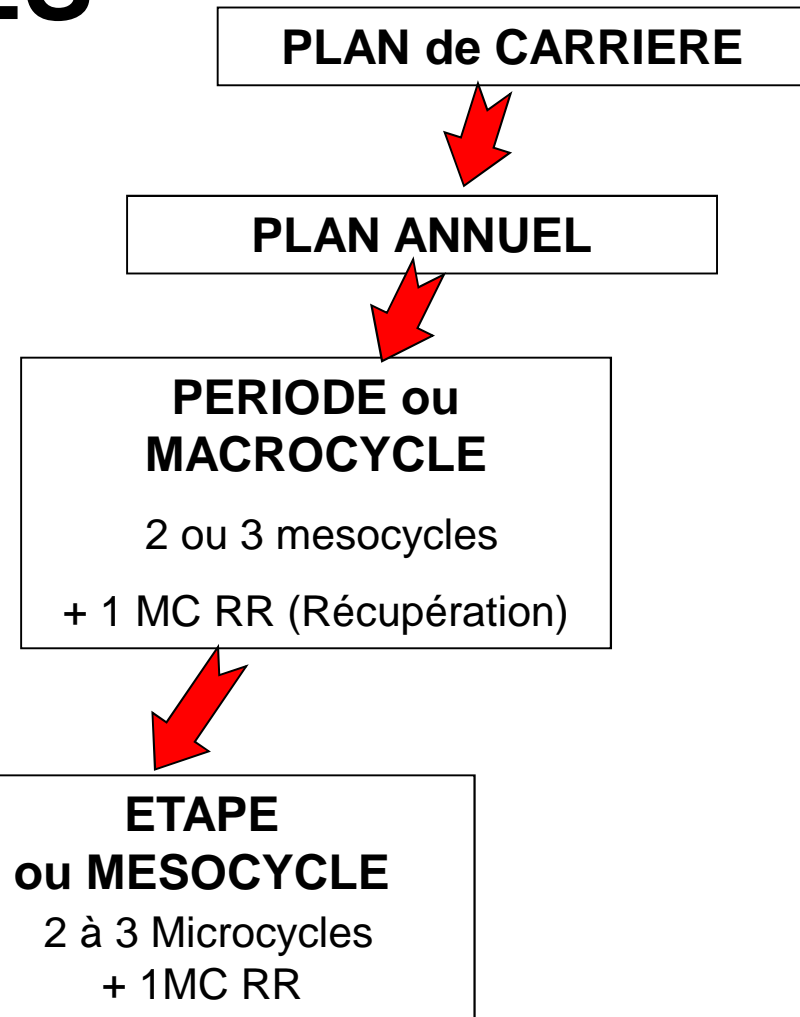 PLAN de CARRIERE
PLAN ANNUEL
PERIODE ou
MACROCYCLE
2 ou 3 mesocycles
+ 1 MC RR (Récupération)
ETAPE
ou MESOCYCLE
2 à 3 Microcycles
+ 1MC RR